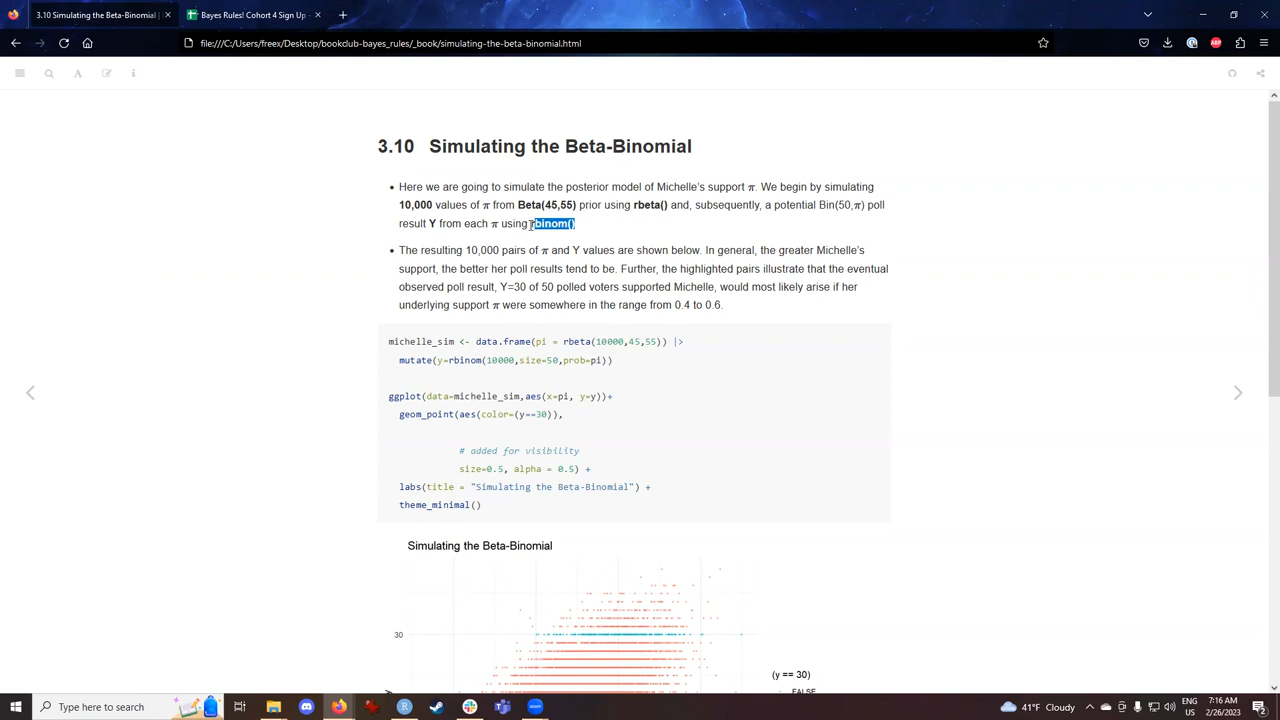 3.10 Simulating the Beta-Binomial |
Bayes Rules! Cohort 4 Sign Up -
file:///C:/Users/freex/Desktop/bookclub-bayes_rules/_book/simulating-the-beta-binomial.html
3.10 Simulating the Beta-Binomial
• Here we are going to simulate the posterior model of Michelle's support π. We begin by simulating
10,000 values of π from Beta(45,55) prior using rbeta() and, subsequently, a potential Bin(50,π) poll
result Y from each π using rbinom()
• The resulting 10,000 pairs of π and Y values are shown below. In general, the greater Michelle's
support, the better her poll results tend to be. Further, the highlighted pairs illustrate that the eventual
observed poll result, Y=30 of 50 polled voters supported Michelle, would most likely arise if her
underlying support π were somewhere in the range from 0.4 to 0.6.
michelle_sim <- data.frame(pi = rbeta(10000,45,55)) |>
mutate(y=rbinom(10000,size=50,prob=pi))
ggplot(data=michelle_sim,aes(x=pi, y=y))+
geom_point(aes(color=(y==30)),
# added for visibility
size=0.5, alpha = 0.5) +
labs(title = "Simulating the Beta-Binomial") +
theme_minimal()
Simulating the Beta-Binomial
30
(y == 30)
FALSE
Type here to search
41°F Cloudy
7:16 AM
2/26/2023